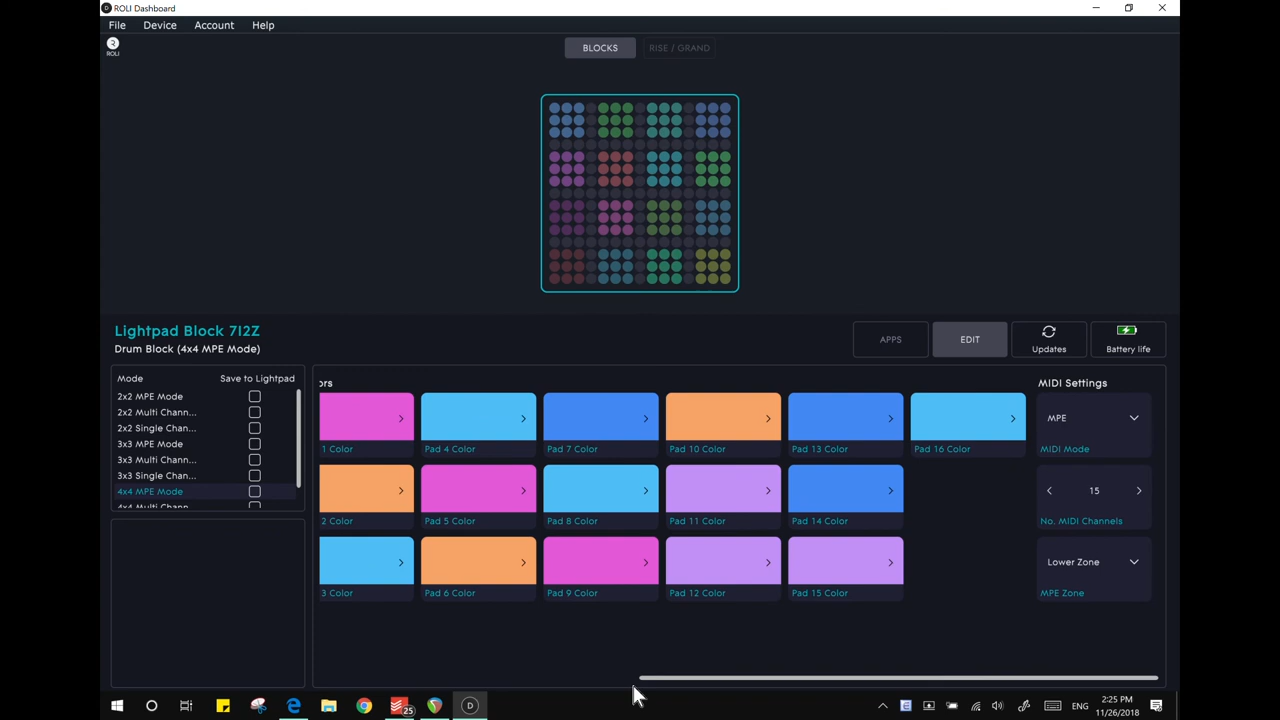 ROLI Dashboard
File Device Account Help
ROLI
BLOCKS RISE / GRAND
Lightpad Block 7I2Z
Drum Block (4x4 MPE Mode)
APPS EDIT Updates Battery life
Mode Save to Lightpad
2x2 MPE Mode
2x2 Multi Chann...
2x2 Single Chan...
3x3 MPE Mode
3x3 Multi Chann...
3x3 Single Chan...
4x4 MPE Mode
4x4 Multi Chann...
ors MIDI Settings
1 Color Pad 4 Color Pad 7 Color Pad 10 Color Pad 13 Color Pad 16 Color
MPE
MIDI Mode
2 Color Pad 5 Color Pad 8 Color Pad 11 Color Pad 14 Color
15
No. MIDI Channels
3 Color Pad 6 Color Pad 9 Color Pad 12 Color Pad 15 Color
Lower Zone
MPE Zone
25
ENG
2:25 PM
11/26/2018